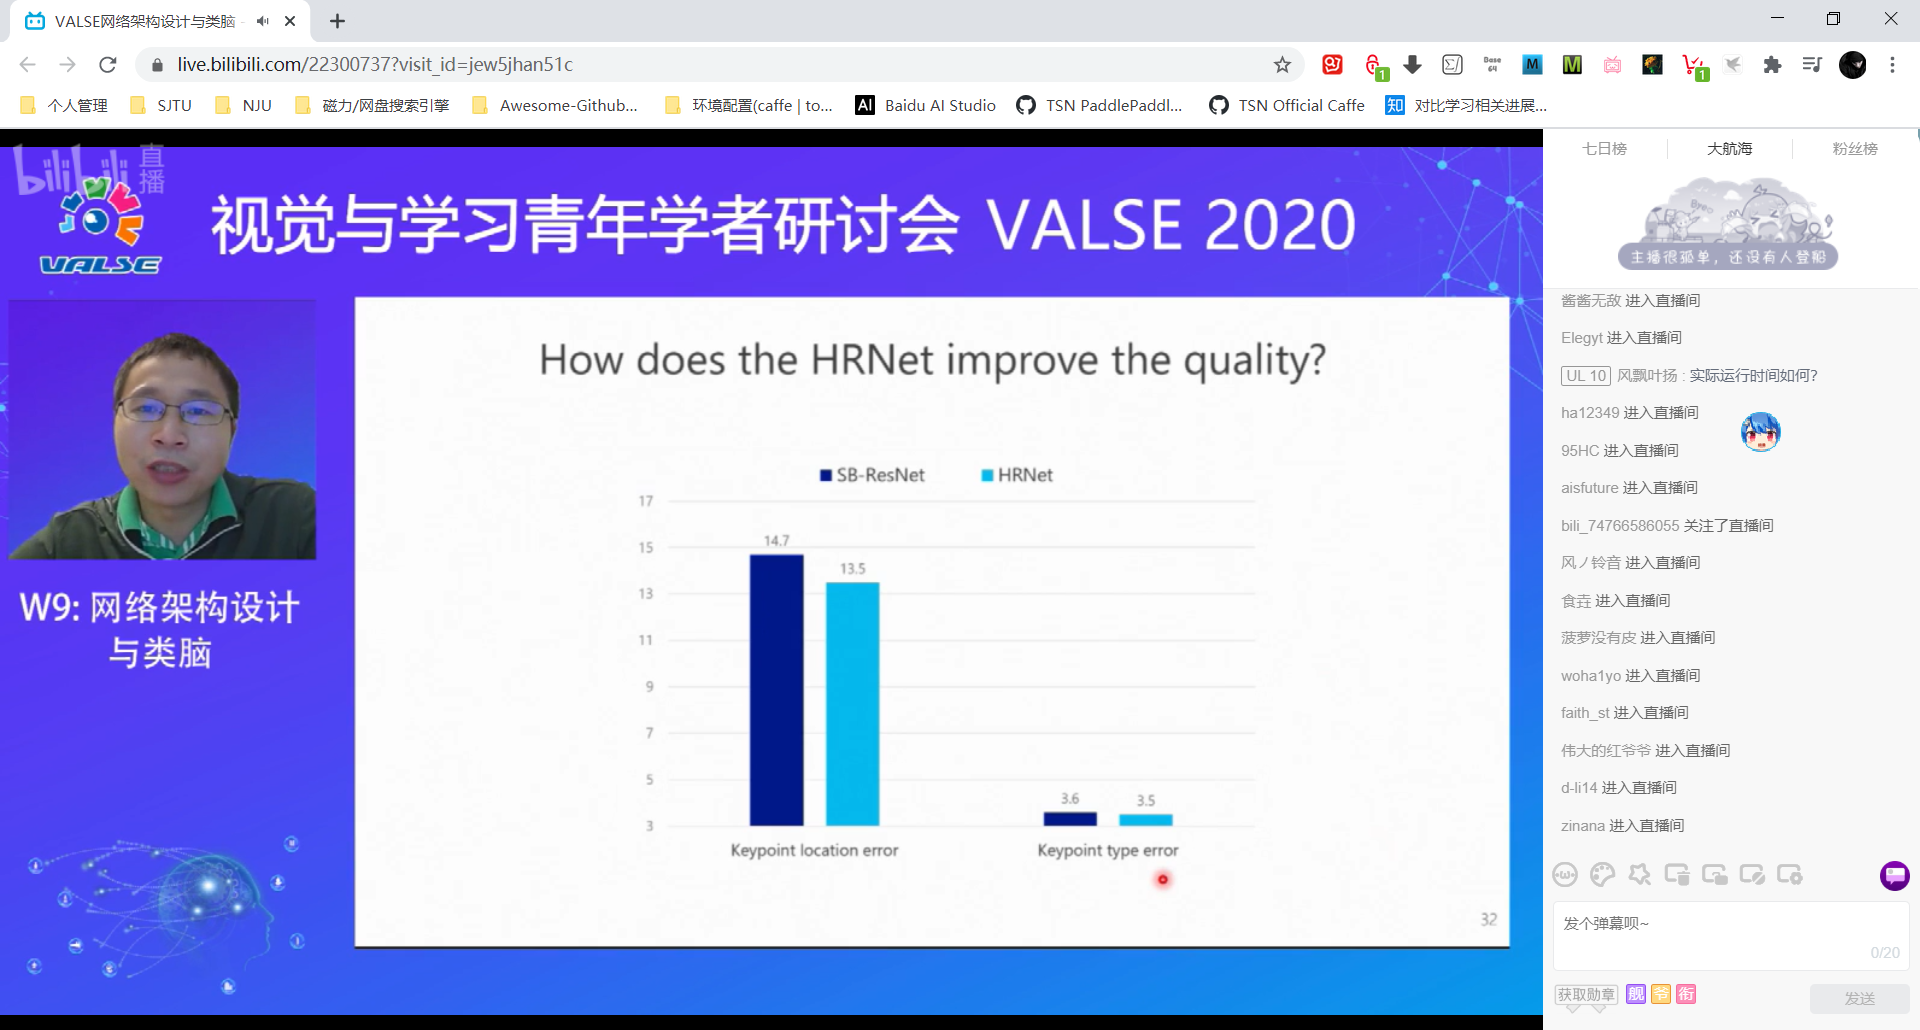 VALSE网络架构设计与类脑
live.bilibili.com/22300737?visit_id=jew5jhan51c
1
Base 64
M
M
1
个人管理
SJTU
NJU
磁力/网盘搜索引擎
Awesome-Github...
环境配置(caffe | to...
AI Baidu AI Studio
TSN PaddlePaddl...
TSN Official Caffe
知 对比学习相关进展...
bilibili 直播
VALSE
视觉与学习青年学者研讨会 VALSE 2020
W9: 网络架构设计
与类脑
How does the HRNet improve the quality?
SB-ResNet HRNet
17
15
13
11
9
7
5
3
14.7
13.5
3.6
3.5
Keypoint location error
Keypoint type error
32
七日榜
大航海
粉丝榜
主播很孤单，还没有人登船
酱酱无敌 进入直播间
Elegyt 进入直播间
UL 10 风飘叶扬 : 实际运行时间如何?
ha12349 进入直播间
95HC 进入直播间
aisfuture 进入直播间
bili_74766586055 关注了直播间
风ノ铃音 进入直播间
食壵 进入直播间
菠萝没有皮 进入直播间
woha1yo 进入直播间
faith_st 进入直播间
伟大的红爷爷 进入直播间
d-li14 进入直播间
zinana 进入直播间
发个弹幕呗~
0/20
获取勋章 舰 爷 衔
发送